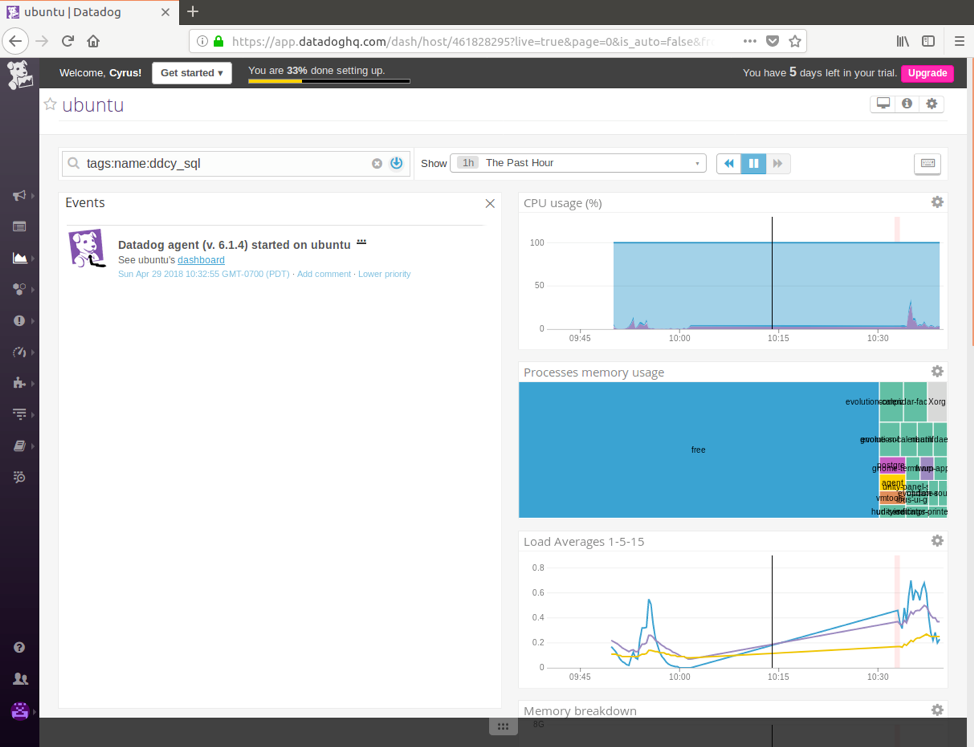 ubuntu | Datadog
https://app.datadoghq.com/dash/host/461828295?live=true&page=0&is_auto=false&fr
Welcome, Cyrus!
Get started ▾
You are 33% done setting up.
You have 5 days left in your trial.
Upgrade
ubuntu
tags:name:ddcy_sql
Show
1h The Past Hour
Events
Datadog agent (v. 6.1.4) started on ubuntu
See ubuntu's dashboard
Sun Apr 29 2018 10:32:55 GMT-0700 (PDT) · Add comment · Lower priority
CPU usage (%)
100
50
0
09:45 10:00 10:15 10:30
Processes memory usage
free
Xorg
postgre
agent
Load Averages 1-5-15
0.8
0.6
0.4
0.2
0
09:45 10:00 10:15 10:30
Memory breakdown
8G